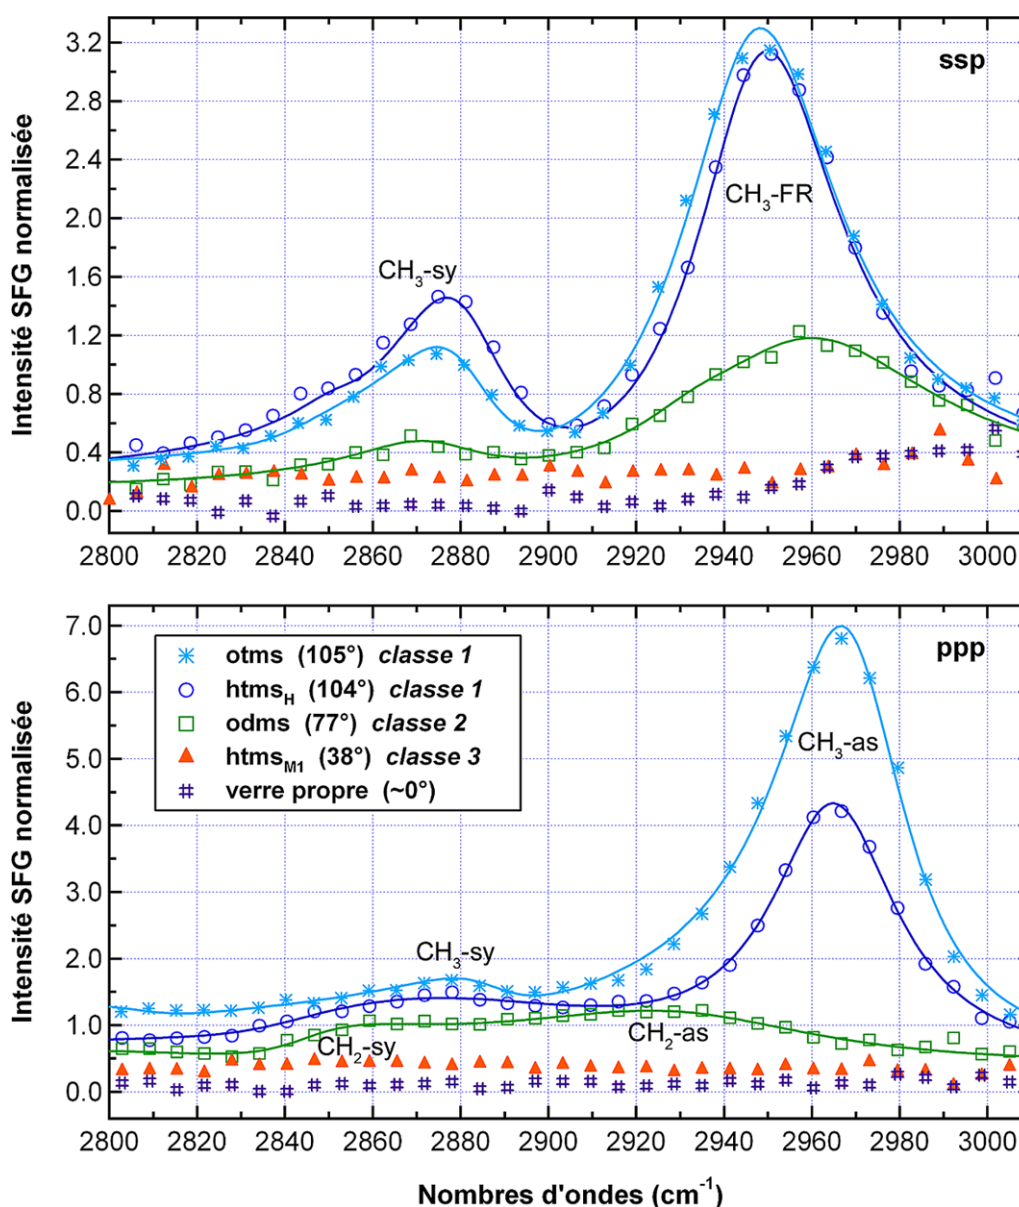 ssp
Intensité SFG normalisée
3.2
2.8
2.4
2.0
1.6
1.2
0.8
0.4
0.0
CH3-FR
CH3-sy
2800
2820
2840
2860
2880
2900
2920
2940
2960
2980
3000
ppp
Intensité SFG normalisée
7.0
6.0
5.0
4.0
3.0
2.0
1.0
0.0
otms (105°) classe 1
htmsH (104°) classe 1
odms (77°) classe 2
htmsM1 (38°) classe 3
verre propre (~0°)
CH3-as
CH3-sy
CH2-sy
CH2-as
2800
2820
2840
2860
2880
2900
2920
2940
2960
2980
3000
Nombres d'ondes (cm-1)